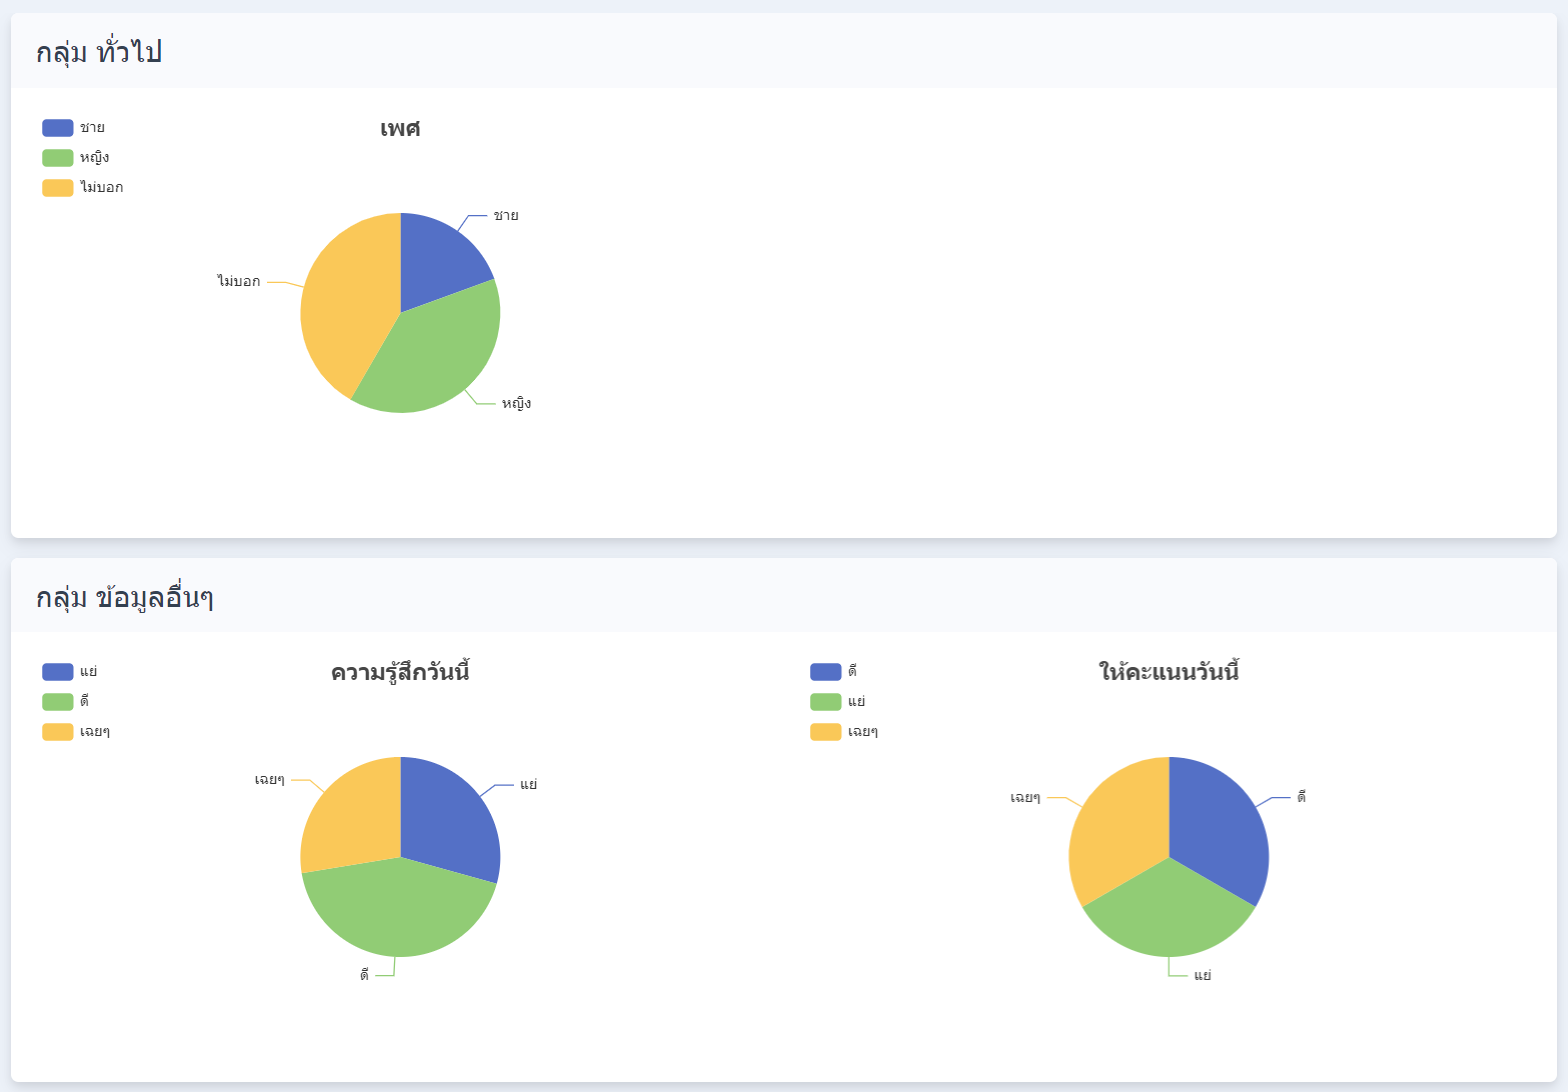 กลุ่ม ทั่วไป
ชาย
หญิง
ไม่บอก
เพศ
ชาย
ไม่บอก
หญิง
กลุ่ม ข้อมูลอื่นๆ
แย่
ดี
เฉยๆ
ความรู้สึกวันนี้
เฉยๆ
แย่
ดี
ดี
แย่
เฉยๆ
ให้คะแนนวันนี้
เฉยๆ
ดี
แย่